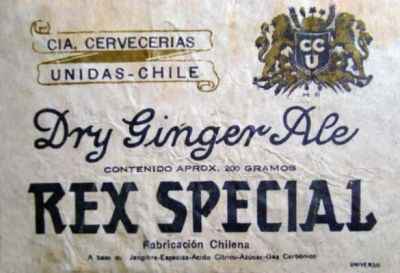 CIA. CERVECERIAS
UNIDAS-CHILE
CCU
M.R.
Dry Ginger Ale
CONTENIDO APROX. 200 GRAMOS
REX SPECIAL
Fabricación Chilena
A base de Jengibre-Especias-Acido Cítrico-Azúcar-Gas Carbónico
UNIVERSO